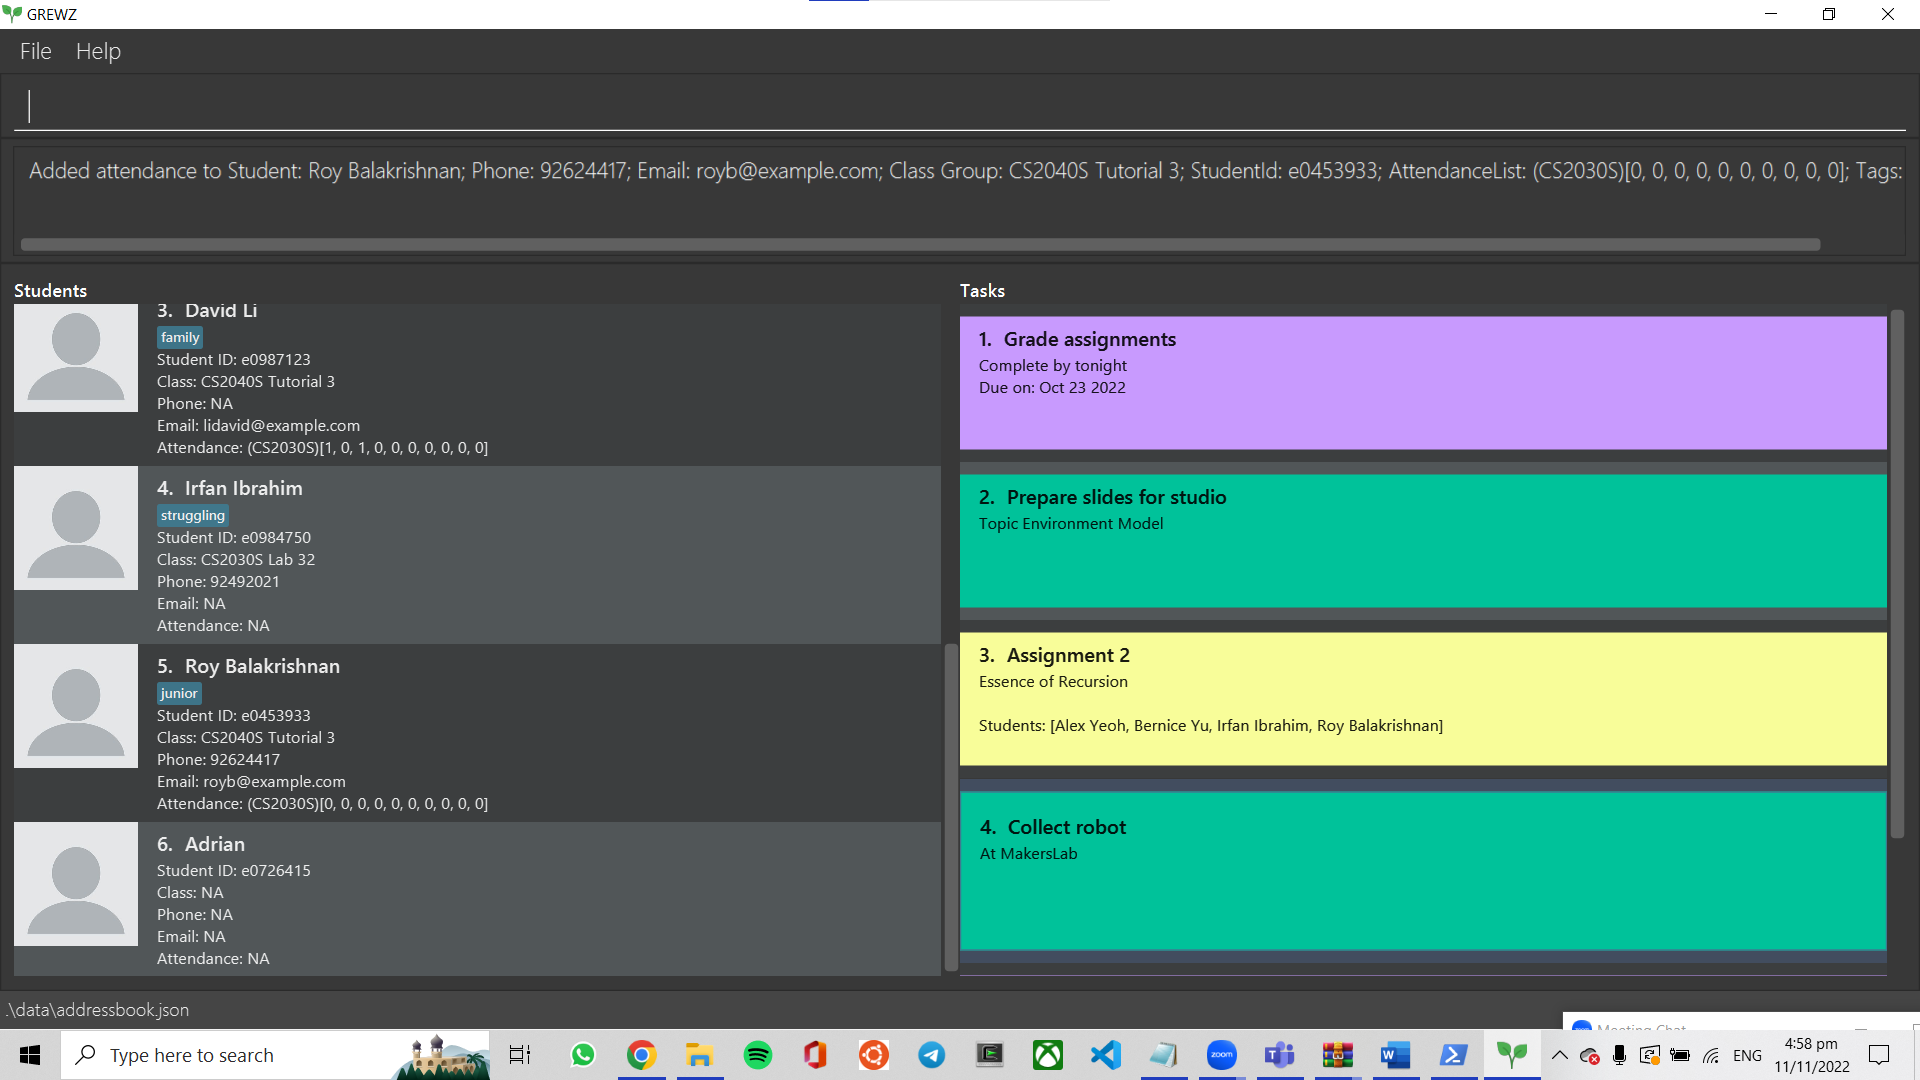 GREWZ
File Help
Added attendance to Student: Roy Balakrishnan; Phone: 92624417; Email: royb@example.com; Class Group: CS2040S Tutorial 3; StudentId: e0453933; AttendanceList: (CS2030S)[0, 0, 0, 0, 0, 0, 0, 0, 0, 0]; Tags:
Students
3. David Li
family
Student ID: e0987123
Class: CS2040S Tutorial 3
Phone: NA
Email: lidavid@example.com
Attendance: (CS2030S)[1, 0, 1, 0, 0, 0, 0, 0, 0, 0]
4. Irfan Ibrahim
struggling
Student ID: e0984750
Class: CS2030S Lab 32
Phone: 92492021
Email: NA
Attendance: NA
5. Roy Balakrishnan
junior
Student ID: e0453933
Class: CS2040S Tutorial 3
Phone: 92624417
Email: royb@example.com
Attendance: (CS2030S)[0, 0, 0, 0, 0, 0, 0, 0, 0, 0]
6. Adrian
Student ID: e0726415
Class: NA
Phone: NA
Email: NA
Attendance: NA
Tasks
1. Grade assignments
Complete by tonight
Due on: Oct 23 2022
2. Prepare slides for studio
Topic Environment Model
3. Assignment 2
Essence of Recursion
Students: [Alex Yeoh, Bernice Yu, Irfan Ibrahim, Roy Balakrishnan]
4. Collect robot
At MakersLab
.\data\addressbook.json
Meeting Chat
Type here to search
zoom
ENG
4:58 pm
11/11/2022